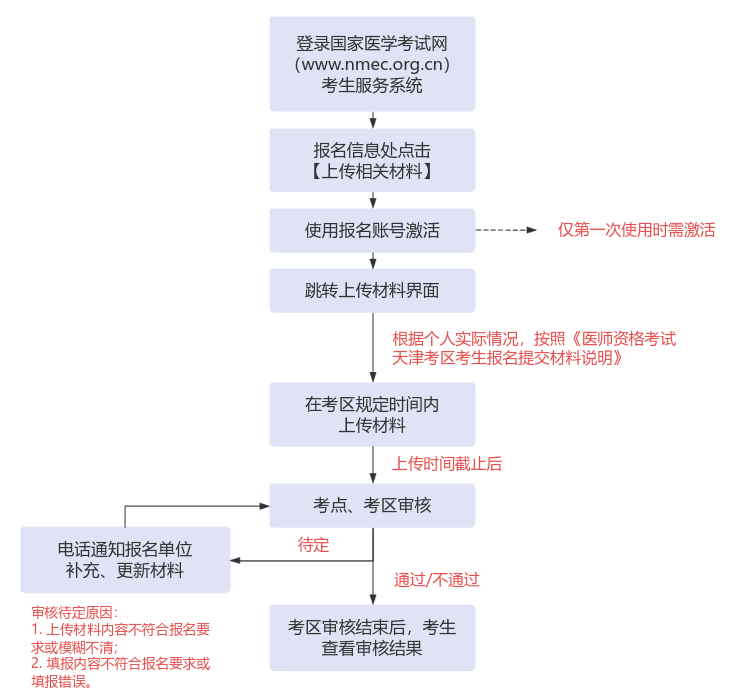 登录国家医学考试网
（www.nmec.org.cn）
考生服务系统
报名信息处点击
【上传相关材料】
使用报名账号激活
仅第一次使用时需激活
跳转上传材料界面
根据个人实际情况，按照《医师资格考试
天津考区考生报名提交材料说明》
在考区规定时间内
上传材料
上传时间截止后
考点、考区审核
待定
电话通知报名单位
补充、更新材料
通过/不通过
审核待定原因：
1. 上传材料内容不符合报名要
求或模糊不清；
2. 填报内容不符合报名要求或
填报错误。
考区审核结束后，考生
查看审核结果